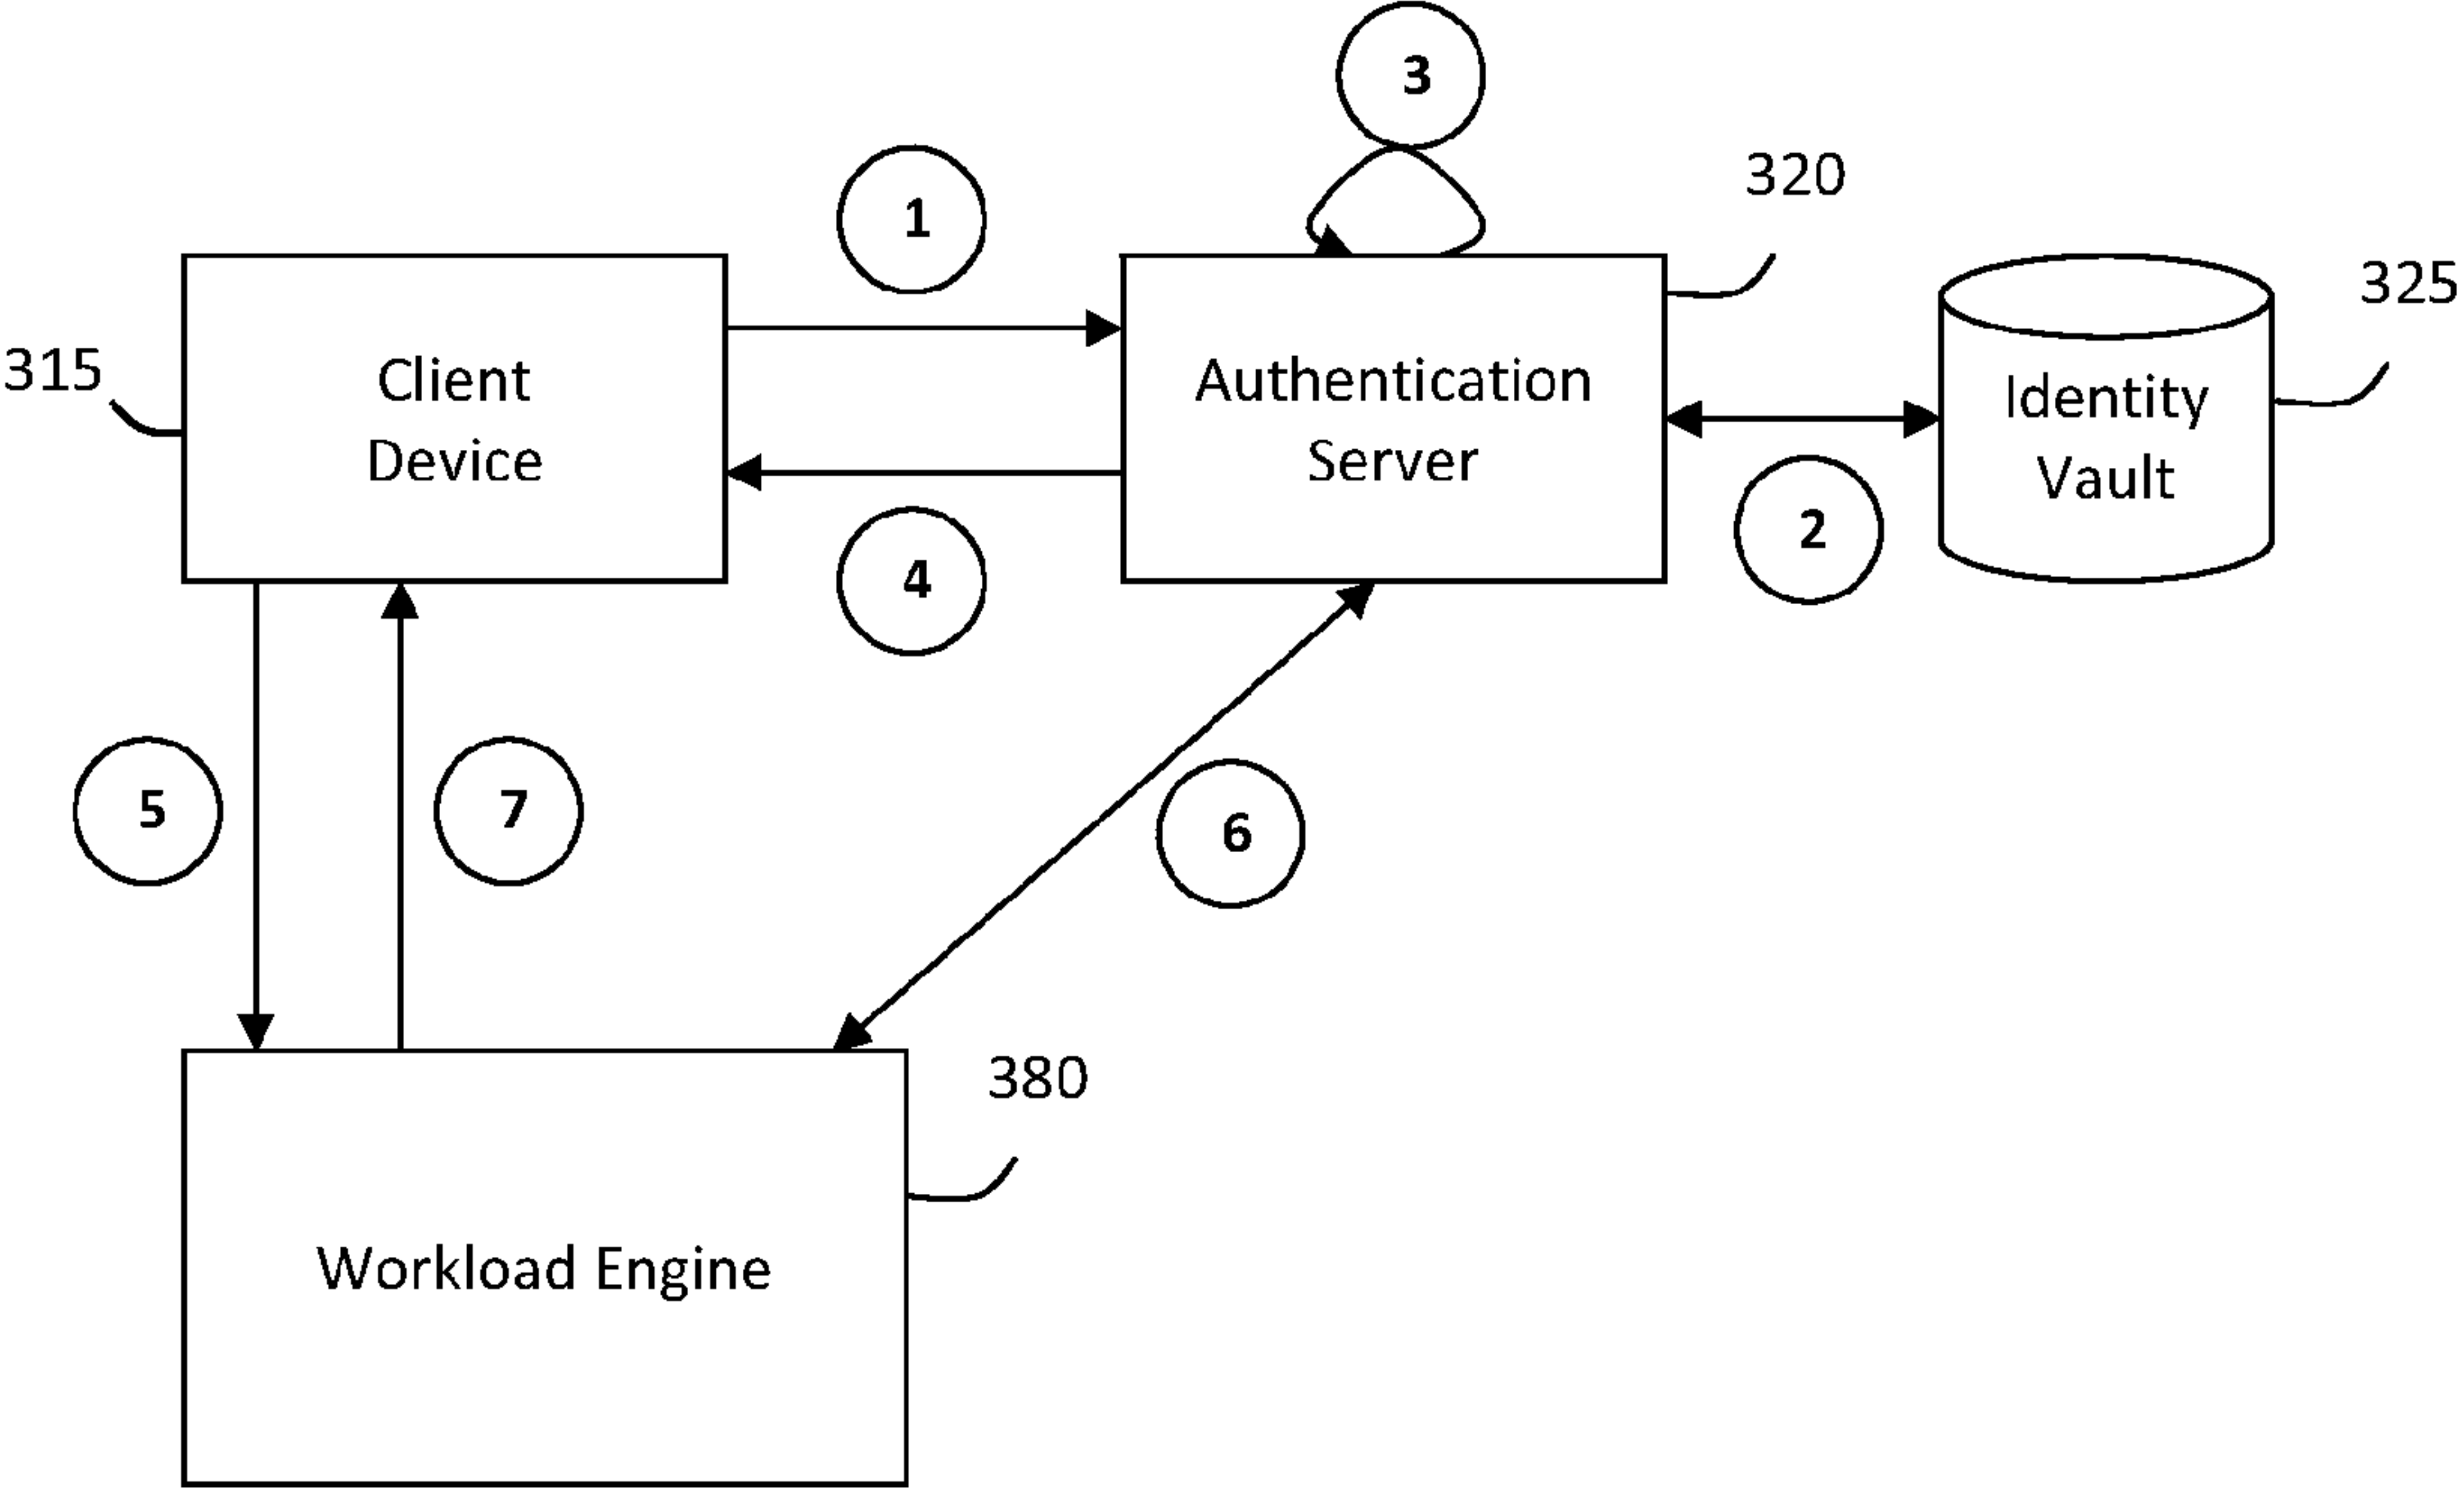 3
320
1
325
315
Client
Device
Authentication
Server
Identity
Vault
2
4
5
7
6
380
Workload Engine